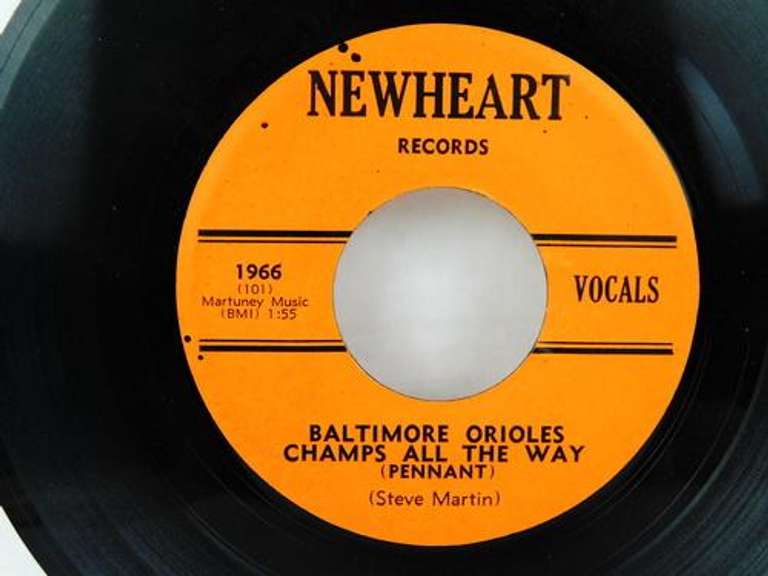 NEWHEART
RECORDS
1966
(101)
Martuney Music
(BMI) 1:55
VOCALS
BALTIMORE ORIOLES
CHAMPS ALL THE WAY
(PENNANT)
(Steve Martin)